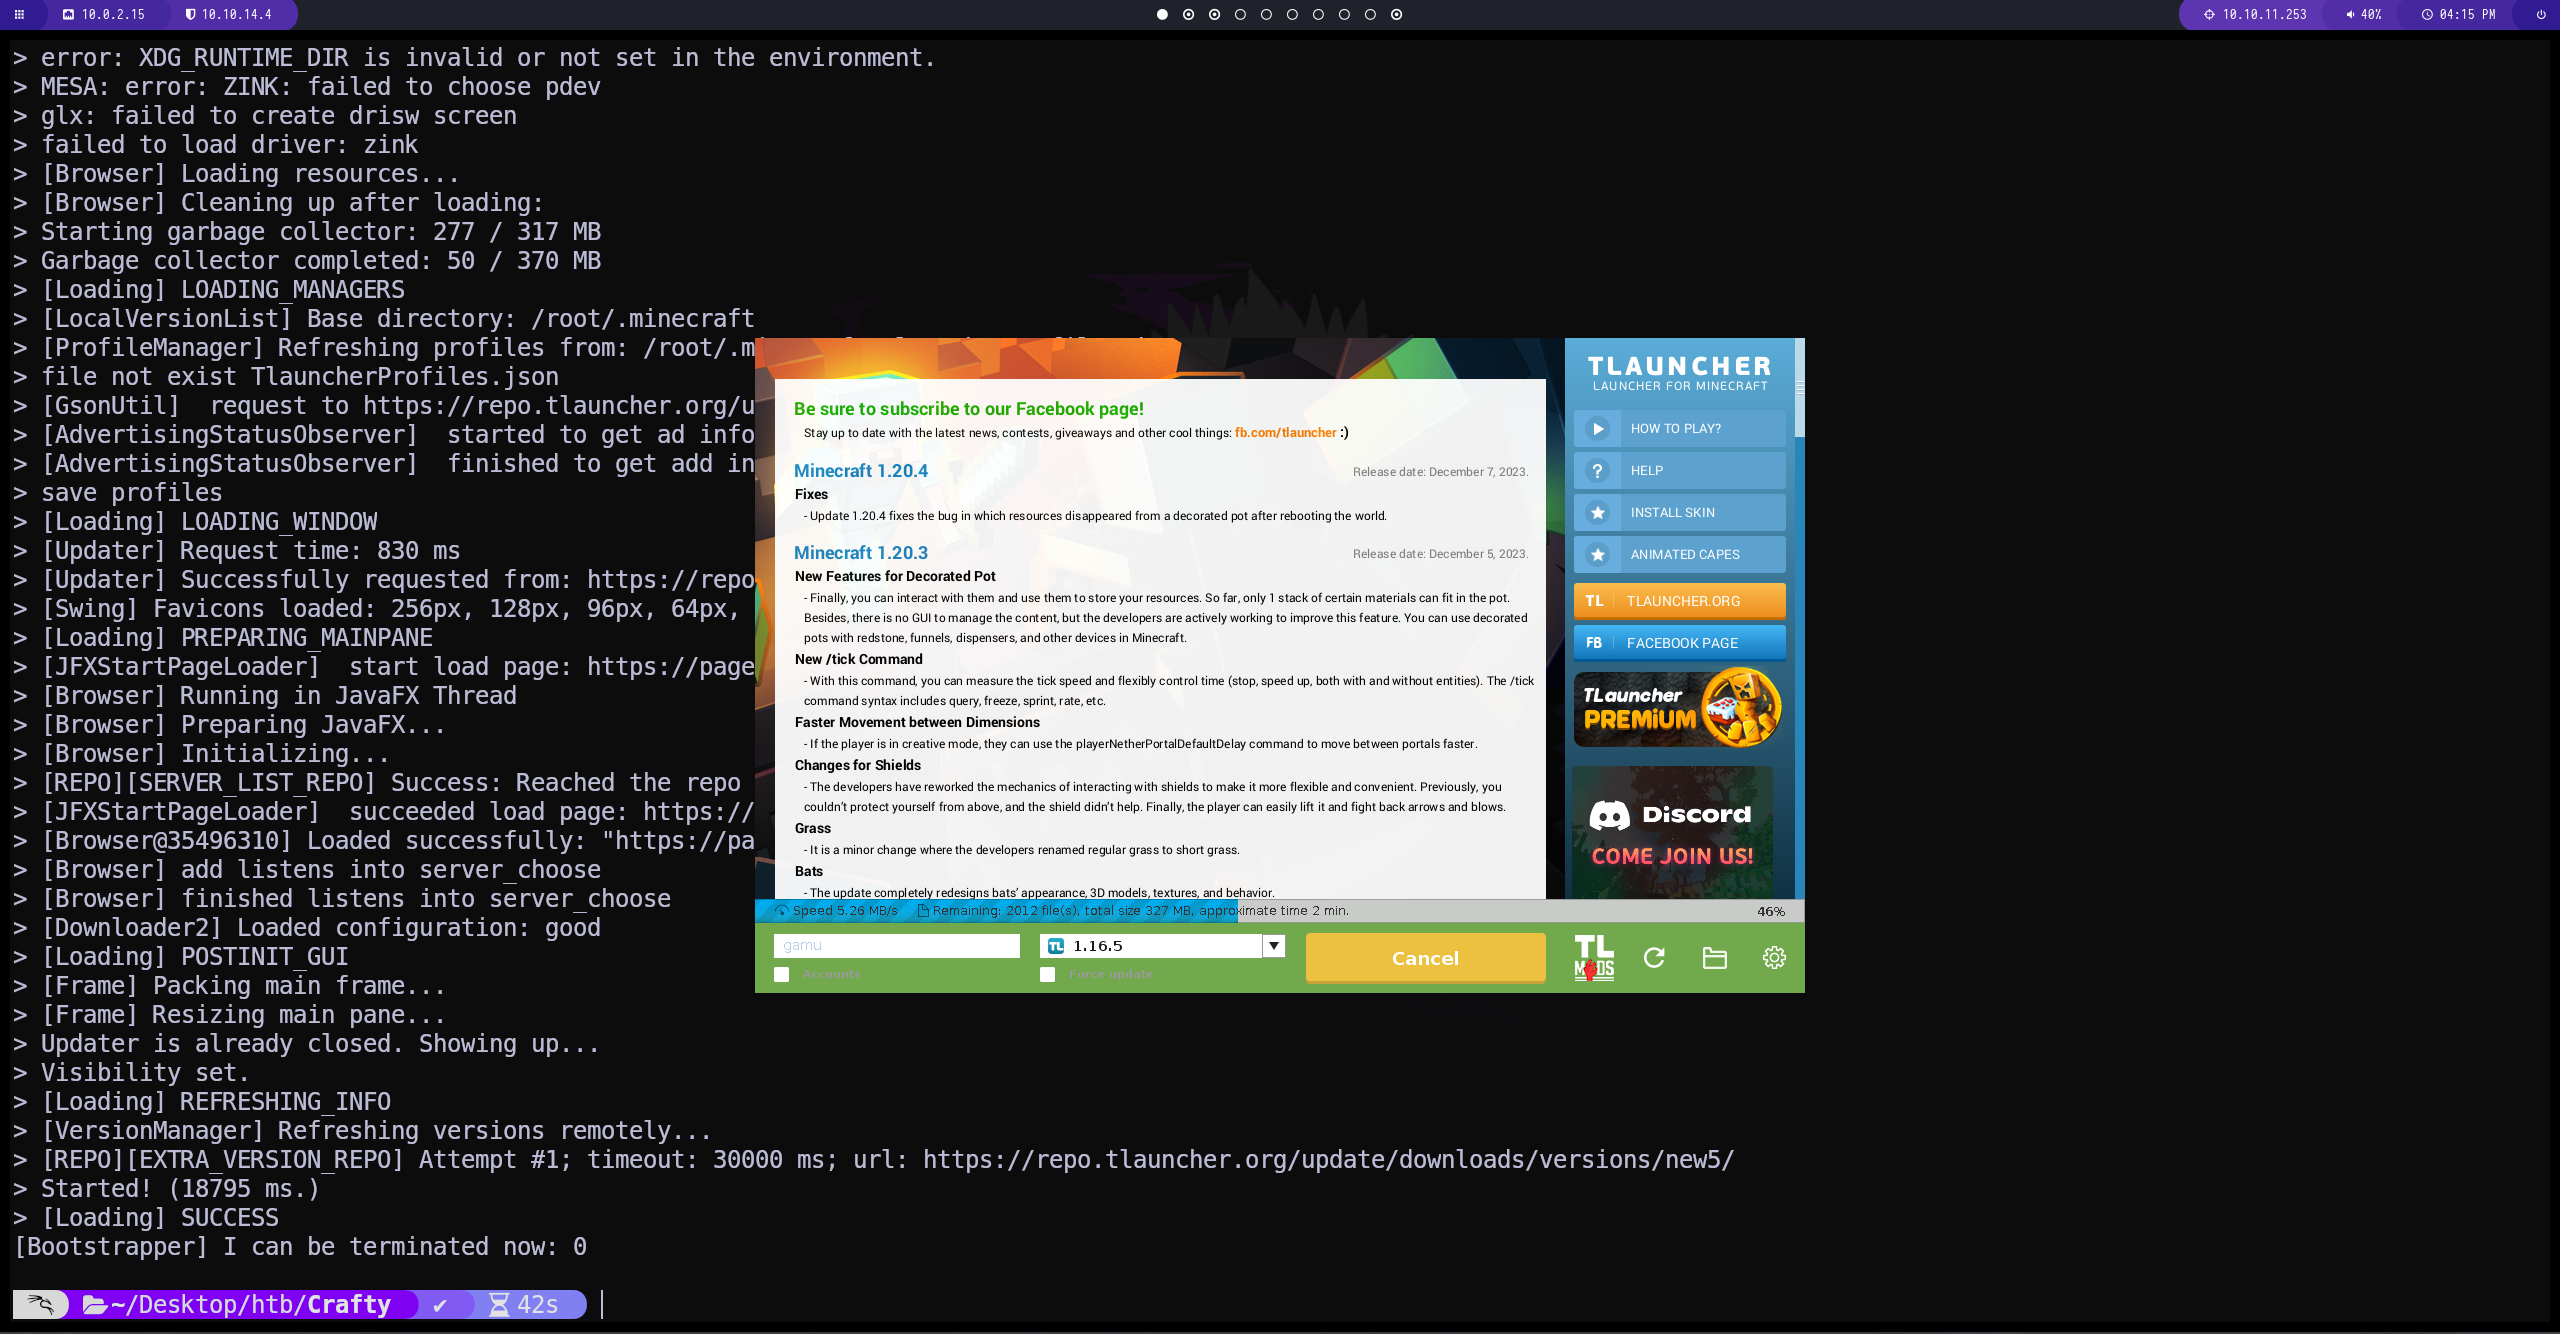 10.0.2.15
10.10.14.4
10.10.11.253
40%
04:15 PM
> error: XDG_RUNTIME_DIR is invalid or not set in the environment.
> MESA: error: ZINK: failed to choose pdev
> glx: failed to create drisw screen
> failed to load driver: zink
> [Browser] Loading resources...
> [Browser] Cleaning up after loading:
> Starting garbage collector: 277 / 317 MB
> Garbage collector completed: 50 / 370 MB
> [Loading] LOADING_MANAGERS
> [LocalVersionList] Base directory: /root/.minecraft
> [ProfileManager] Refreshing profiles from: /root/.m
> file not exist TlauncherProfiles.json
> [GsonUtil]  request to https://repo.tlauncher.org/u
> [AdvertisingStatusObserver]  started to get ad info
> [AdvertisingStatusObserver]  finished to get add in
> save profiles
> [Loading] LOADING_WINDOW
> [Updater] Request time: 830 ms
> [Updater] Successfully requested from: https://repo
> [Swing] Favicons loaded: 256px, 128px, 96px, 64px,
> [Loading] PREPARING_MAINPANE
> [JFXStartPageLoader]  start load page: https://page
> [Browser] Running in JavaFX Thread
> [Browser] Preparing JavaFX...
> [Browser] Initializing...
> [REPO][SERVER_LIST_REPO] Success: Reached the repo
> [JFXStartPageLoader]  succeeded load page: https://
> [Browser@35496310] Loaded successfully: "https://pa
> [Browser] add listens into server_choose
> [Browser] finished listens into server_choose
> [Downloader2] Loaded configuration: good
> [Loading] POSTINIT_GUI
> [Frame] Packing main frame...
> [Frame] Resizing main pane...
> Updater is already closed. Showing up...
> Visibility set.
> [Loading] REFRESHING_INFO
> [VersionManager] Refreshing versions remotely...
> [REPO][EXTRA_VERSION_REPO] Attempt #1; timeout: 30000 ms; url: https://repo.tlauncher.org/update/downloads/versions/new5/
> Started! (18795 ms.)
> [Loading] SUCCESS
[Bootstrapper] I can be terminated now: 0
~/Desktop/htb/Crafty ✔ 42s
Be sure to subscribe to our Facebook page!
Stay up to date with the latest news, contests, giveaways and other cool things: fb.com/tlauncher :)
Minecraft 1.20.4
Release date: December 7, 2023.
Fixes
- Update 1.20.4 fixes the bug in which resources disappeared from a decorated pot after rebooting the world.
Minecraft 1.20.3
Release date: December 5, 2023.
New Features for Decorated Pot
- Finally, you can interact with them and use them to store your resources. So far, only 1 stack of certain materials can fit in the pot.
Besides, there is no GUI to manage the content, but the developers are actively working to improve this feature. You can use decorated
pots with redstone, funnels, dispensers, and other devices in Minecraft.
New /tick Command
- With this command, you can measure the tick speed and flexibly control time (stop, speed up, both with and without entities). The /tick
command syntax includes query, freeze, sprint, rate, etc.
Faster Movement between Dimensions
- If the player is in creative mode, they can use the playerNetherPortalDefaultDelay command to move between portals faster.
Changes for Shields
- The developers have reworked the mechanics of interacting with shields to make it more flexible and convenient. Previously, you
couldn't protect yourself from above, and the shield didn't help. Finally, the player can easily lift it and fight back arrows and blows.
Grass
- It is a minor change where the developers renamed regular grass to short grass.
Bats
- The update completely redesigns bats' appearance, 3D models, textures, and behavior.
TLAUNCHER
LAUNCHER FOR MINECRAFT
HOW TO PLAY?
HELP
INSTALL SKIN
ANIMATED CAPES
TL TLAUNCHER.ORG
FB FACEBOOK PAGE
TLauncher
PREMIUM
Discord
COME JOIN US!
Speed 5.26 MB/s Remaining: 2012 file(s), total size 327 MB, approximate time 2 min.
46%
gamu
TL 1.16.5
Cancel
TL
MODS
Accounts
Force update